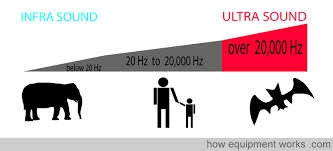 INFRA SOUND
ULTRA SOUND
below 20 Hz
20 Hz to 20,000 Hz
over 20,000 Hz
how equipment works .com